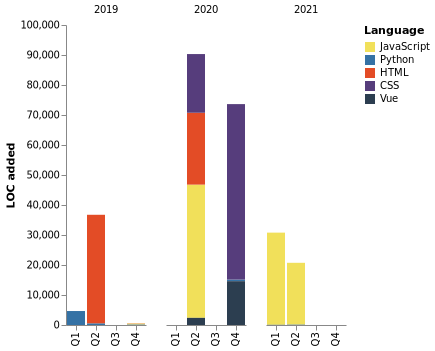 2019 2020 2021
Language
JavaScript
Python
HTML
CSS
Vue
LOC added
100,000
90,000
80,000
70,000
60,000
50,000
40,000
30,000
20,000
10,000
0
Q1 Q2 Q3 Q4 Q1 Q2 Q3 Q4 Q1 Q2 Q3 Q4